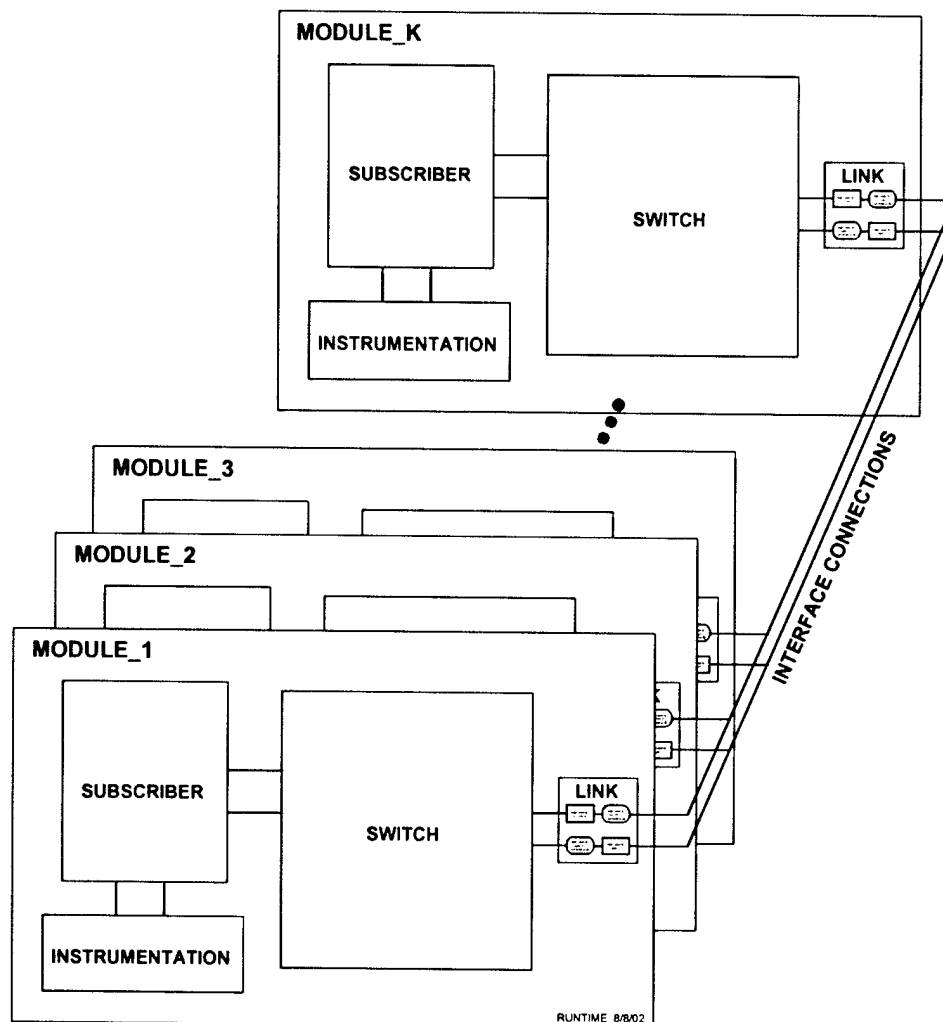 MODULE_K
SUBSCRIBER
SWITCH
LINK
INSTRUMENTATION
MODULE_3
MODULE_2
MODULE_1
SUBSCRIBER
SWITCH
K
LINK
INSTRUMENTATION
INTERFACE CONNECTIONS
RUNTIME 8/8/02